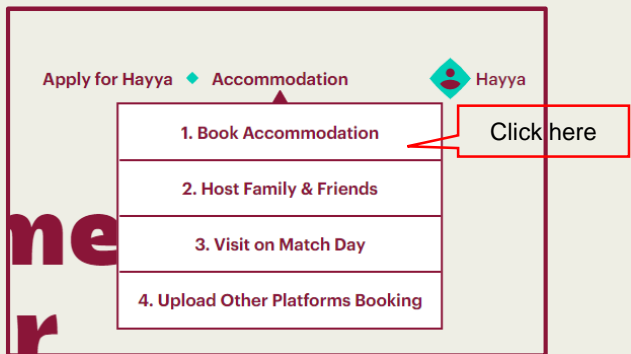 Apply for Hayya ◆ Accommodation Hayya
1. Book Accommodation
Click here
2. Host Family & Friends
me
3. Visit on Match Day
4. Upload Other Platforms Booking
r